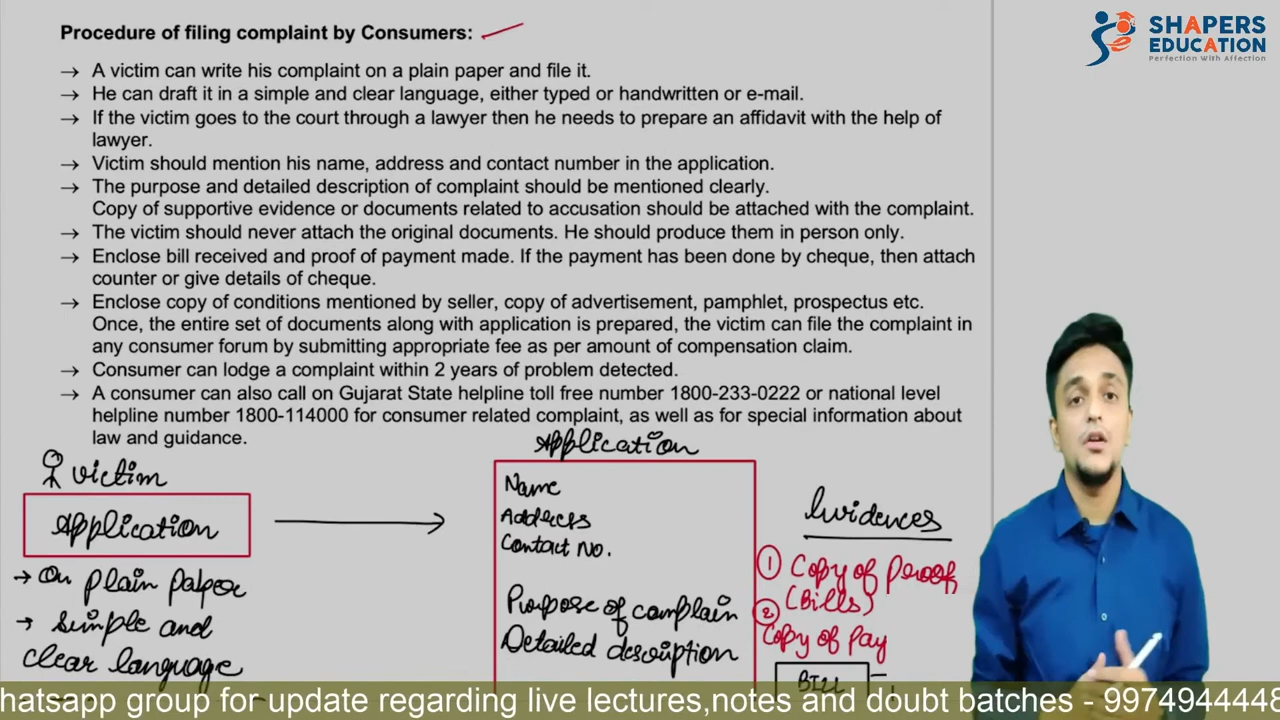 Procedure of filing complaint by Consumers:
SHAPERS
EDUCATION
Perfection With Affection
→ A victim can write his complaint on a plain paper and file it.
→ He can draft it in a simple and clear language, either typed or handwritten or e-mail.
→ If the victim goes to the court through a lawyer then he needs to prepare an affidavit with the help of
lawyer.
→ Victim should mention his name, address and contact number in the application.
→ The purpose and detailed description of complaint should be mentioned clearly.
Copy of supportive evidence or documents related to accusation should be attached with the complaint.
→ The victim should never attach the original documents. He should produce them in person only.
→ Enclose bill received and proof of payment made. If the payment has been done by cheque, then attach
counter or give details of cheque.
→ Enclose copy of conditions mentioned by seller, copy of advertisement, pamphlet, prospectus etc.
Once, the entire set of documents along with application is prepared, the victim can file the complaint in
any consumer forum by submitting appropriate fee as per amount of compensation claim.
→ Consumer can lodge a complaint within 2 years of problem detected.
→ A consumer can also call on Gujarat State helpline toll free number 1800-233-0222 or national level
helpline number 1800-114000 for consumer related complaint, as well as for special information about
law and guidance.
victim
Application
→ On plain paper
→ simple and
clear language
Application
Name
Address
Contact No.
Purpose of complain
Detailed description
Evidences
① Copy of proof
(Bills)
② Copy of pay
BILL
hatsapp group for update regarding live lectures,notes and doubt batches - 9974944448